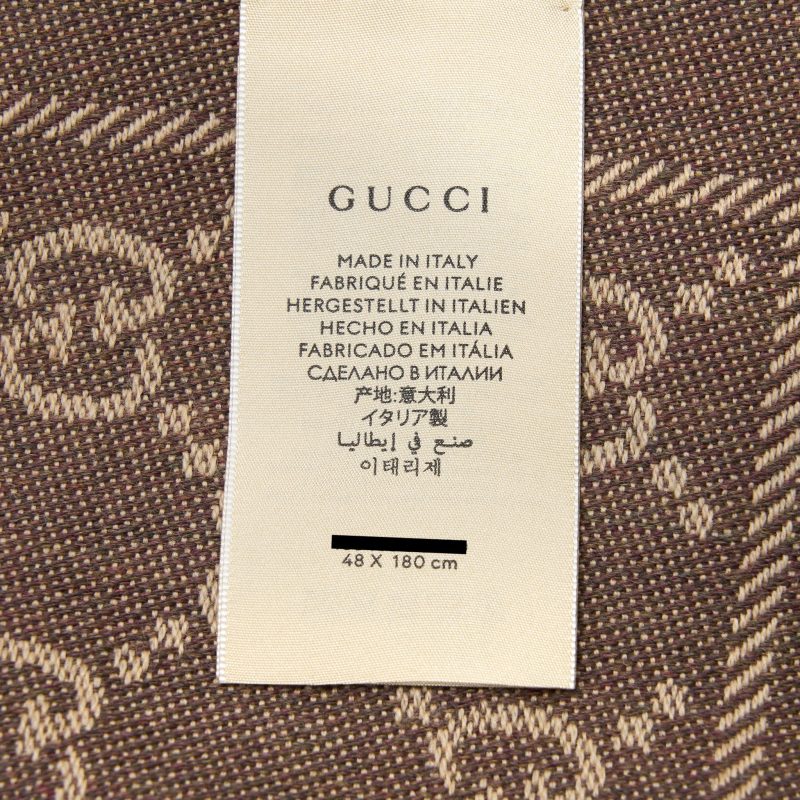 GUCCI
MADE IN ITALY
FABRIQUÉ EN ITALIE
HERGESTELLT IN ITALIEN
HECHO EN ITALIA
FABRICADO EM ITÁLIA
СДЕЛАНО В ИТАЛИИ
产地:意大利
イタリア製
صنع في إيطاليا
이태리제
48 X 180 cm